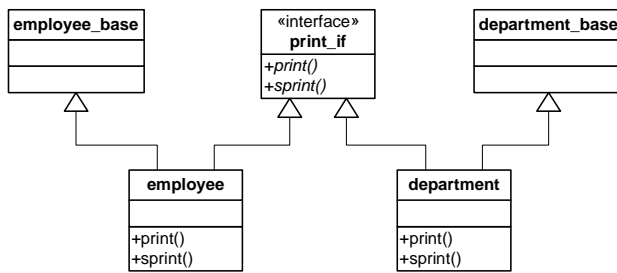 employee_base
«interface»
print_if
+print()
+sprint()
department_base
employee
+print()
+sprint()
department
+print()
+sprint()